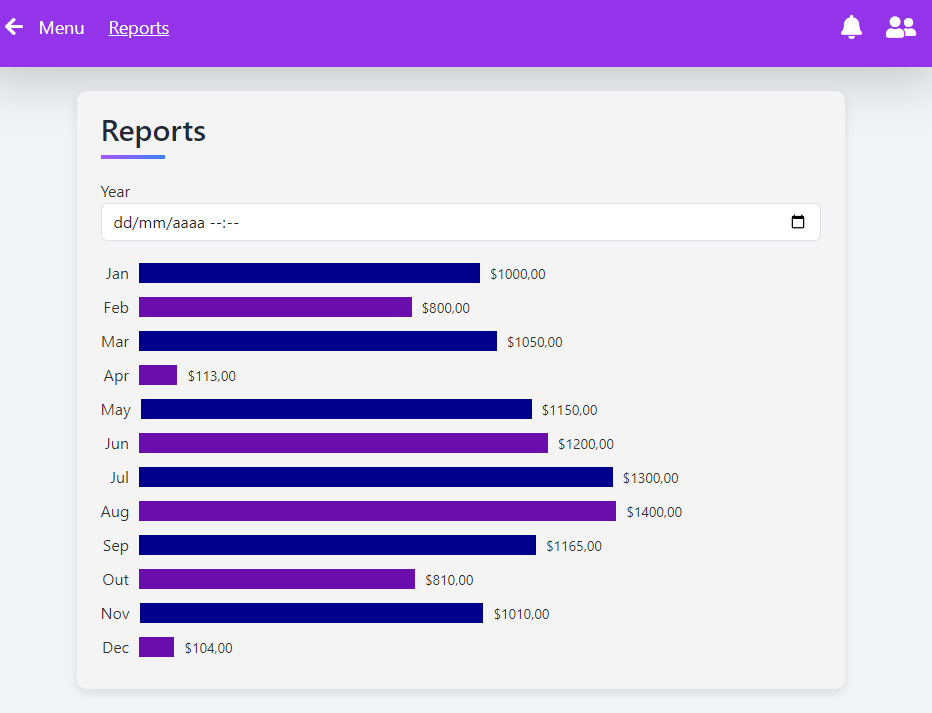 Menu Reports
Reports
Year
dd/mm/aaaa --:--
Jan $1000,00
Feb $800,00
Mar $1050,00
Apr $113,00
May $1150,00
Jun $1200,00
Jul $1300,00
Aug $1400,00
Sep $1165,00
Out $810,00
Nov $1010,00
Dec $104,00